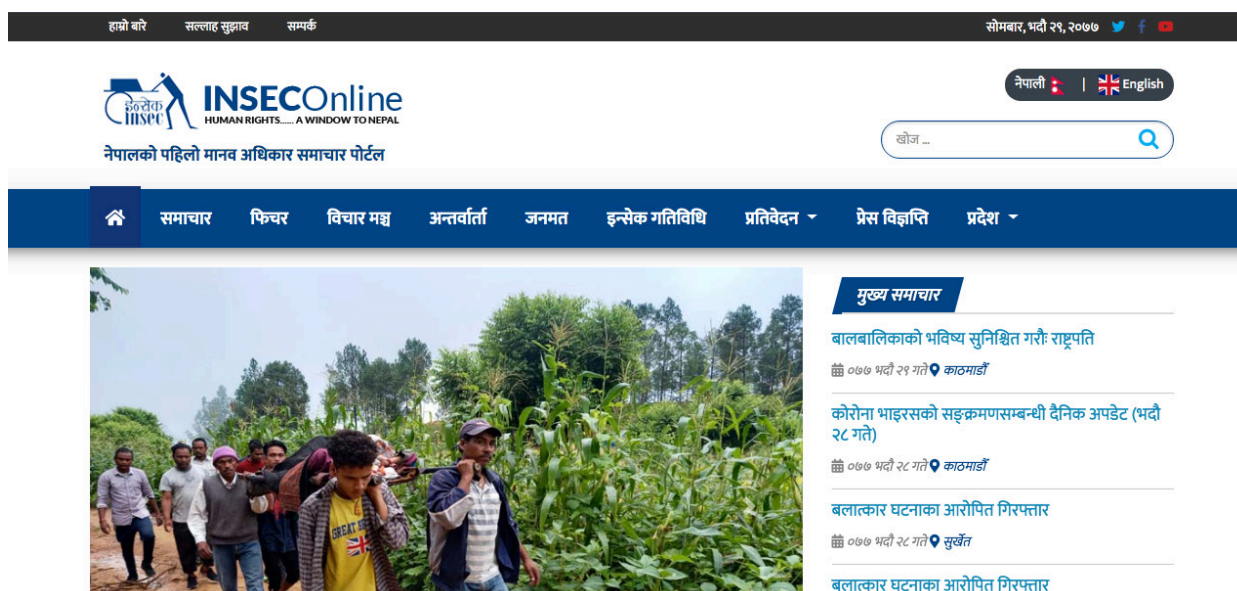 हाम्रो बारे सल्लाह सुझाव सम्पर्क
सोमबार, भदौ २९, २०७७
नेपाली | English
इन्सेक
insec
INSECOnline
HUMAN RIGHTS...... A WINDOW TO NEPAL
नेपालको पहिलो मानव अधिकार समाचार पोर्टल
खोज ...
समाचार फिचर विचार मञ्च अन्तर्वार्ता जनमत इन्सेक गतिविधि प्रतिवेदन प्रेस विज्ञप्ति प्रदेश
मुख्य समाचार
बालबालिकाको भविष्य सुनिश्चित गरौः राष्ट्रपति
०७७ भदौ २९ गते काठमाडौँ
कोरोना भाइरसको सङ्क्रमणसम्बन्धी दैनिक अपडेट (भदौ
२८ गते)
०७७ भदौ २८ गते काठमाडौँ
बलात्कार घटनाका आरोपित गिरफ्तार
०७७ भदौ २८ गते सुर्खेत
बलात्कार घटनाका आरोपित गिरफ्तार
GREAT